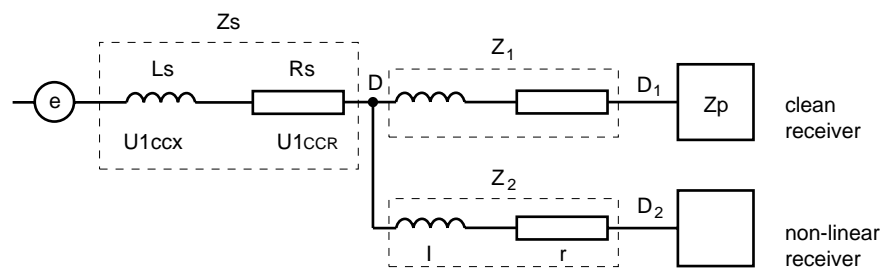 Zs
Z1
Ls
Rs
D
D1
e
Zp
clean
receiver
U1ccx
U1CCR
Z2
D2
l
r
non-linear
receiver